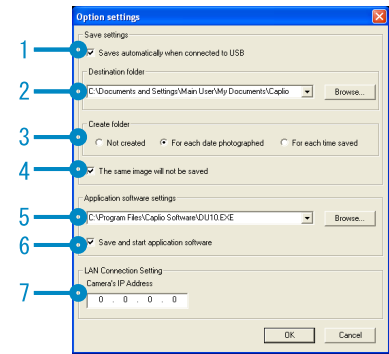 Option settings
Save settings
1 Saves automatically when connected to USB
Destination folder
2 C:\Documents and Settings\Main User\My Documents\Caplio Browse...
Create folder
3 Not created For each date photographed For each time saved
4 The same image will not be saved
Application software settings
5 C:\Program Files\Caplio Software\DU10.EXE Browse...
6 Save and start application software
LAN Connection Setting
Camera's IP Address
7 0 . 0 . 0 . 0
OK Cancel